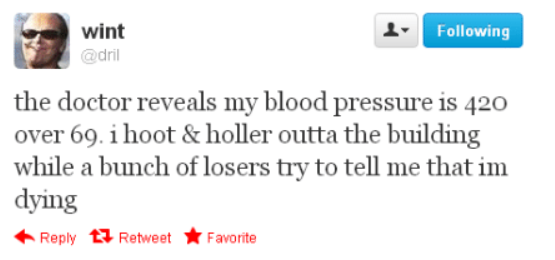 wint
@dril
Following
the doctor reveals my blood pressure is 420
over 69. i hoot & holler outta the building
while a bunch of losers try to tell me that im
dying
Reply Retweet Favorite